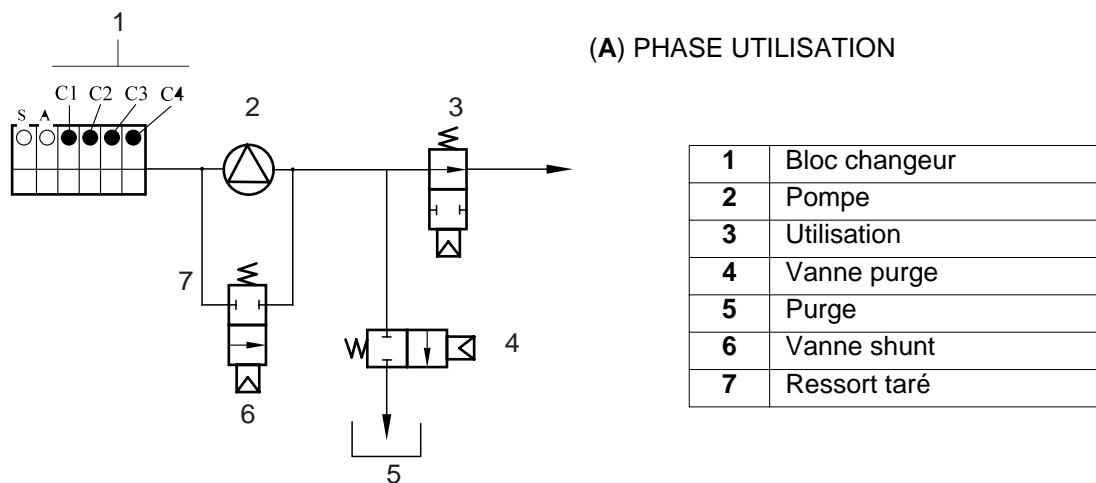 1
(A) PHASE UTILISATION
S A C1 C2 C3 C4
2
3
7
4
6
5
1 Bloc changeur
2 Pompe
3 Utilisation
4 Vanne purge
5 Purge
6 Vanne shunt
7 Ressort taré